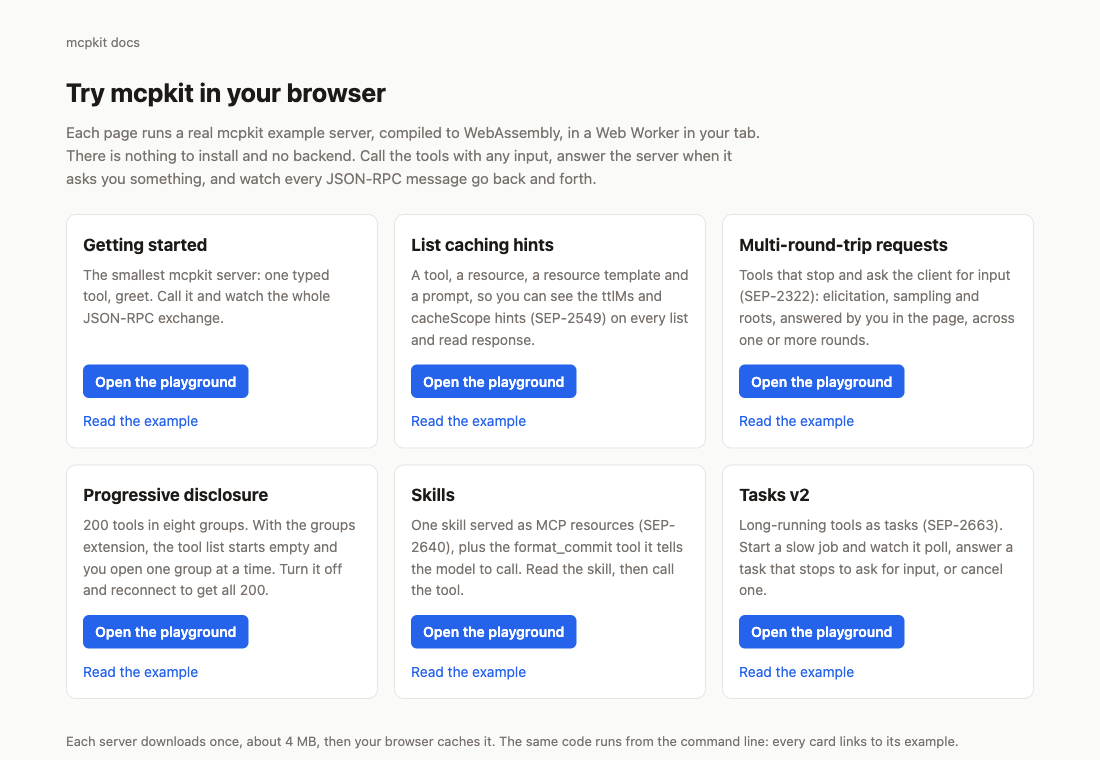 mcpkit docs
Try mcpkit in your browser
Each page runs a real mcpkit example server, compiled to WebAssembly, in a Web Worker in your tab.
There is nothing to install and no backend. Call the tools with any input, answer the server when it
asks you something, and watch every JSON-RPC message go back and forth.
Getting started
The smallest mcpkit server: one typed
tool, greet. Call it and watch the whole
JSON-RPC exchange.
Open the playground
Read the example
List caching hints
A tool, a resource, a resource template and
a prompt, so you can see the ttlMs and
cacheScope hints (SEP-2549) on every list
and read response.
Open the playground
Read the example
Multi-round-trip requests
Tools that stop and ask the client for input
(SEP-2322): elicitation, sampling and
roots, answered by you in the page, across
one or more rounds.
Open the playground
Read the example
Progressive disclosure
200 tools in eight groups. With the groups
extension, the tool list starts empty and
you open one group at a time. Turn it off
and reconnect to get all 200.
Open the playground
Read the example
Skills
One skill served as MCP resources (SEP-
2640), plus the format_commit tool it tells
the model to call. Read the skill, then call
the tool.
Open the playground
Read the example
Tasks v2
Long-running tools as tasks (SEP-2663).
Start a slow job and watch it poll, answer a
task that stops to ask for input, or cancel
one.
Open the playground
Read the example
Each server downloads once, about 4 MB, then your browser caches it. The same code runs from the command line: every card links to its example.